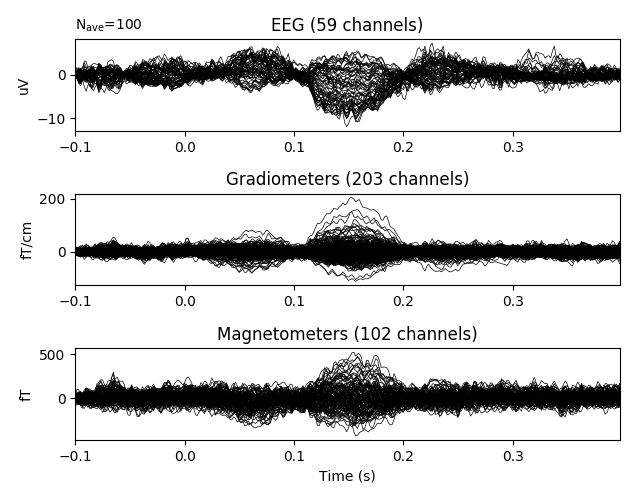 N_ave=100
EEG (59 channels)
0
−10
uV
−0.1 0.0 0.1 0.2 0.3
Gradiometers (203 channels)
200
0
fT/cm
−0.1 0.0 0.1 0.2 0.3
Magnetometers (102 channels)
500
0
fT
−0.1 0.0 0.1 0.2 0.3
Time (s)